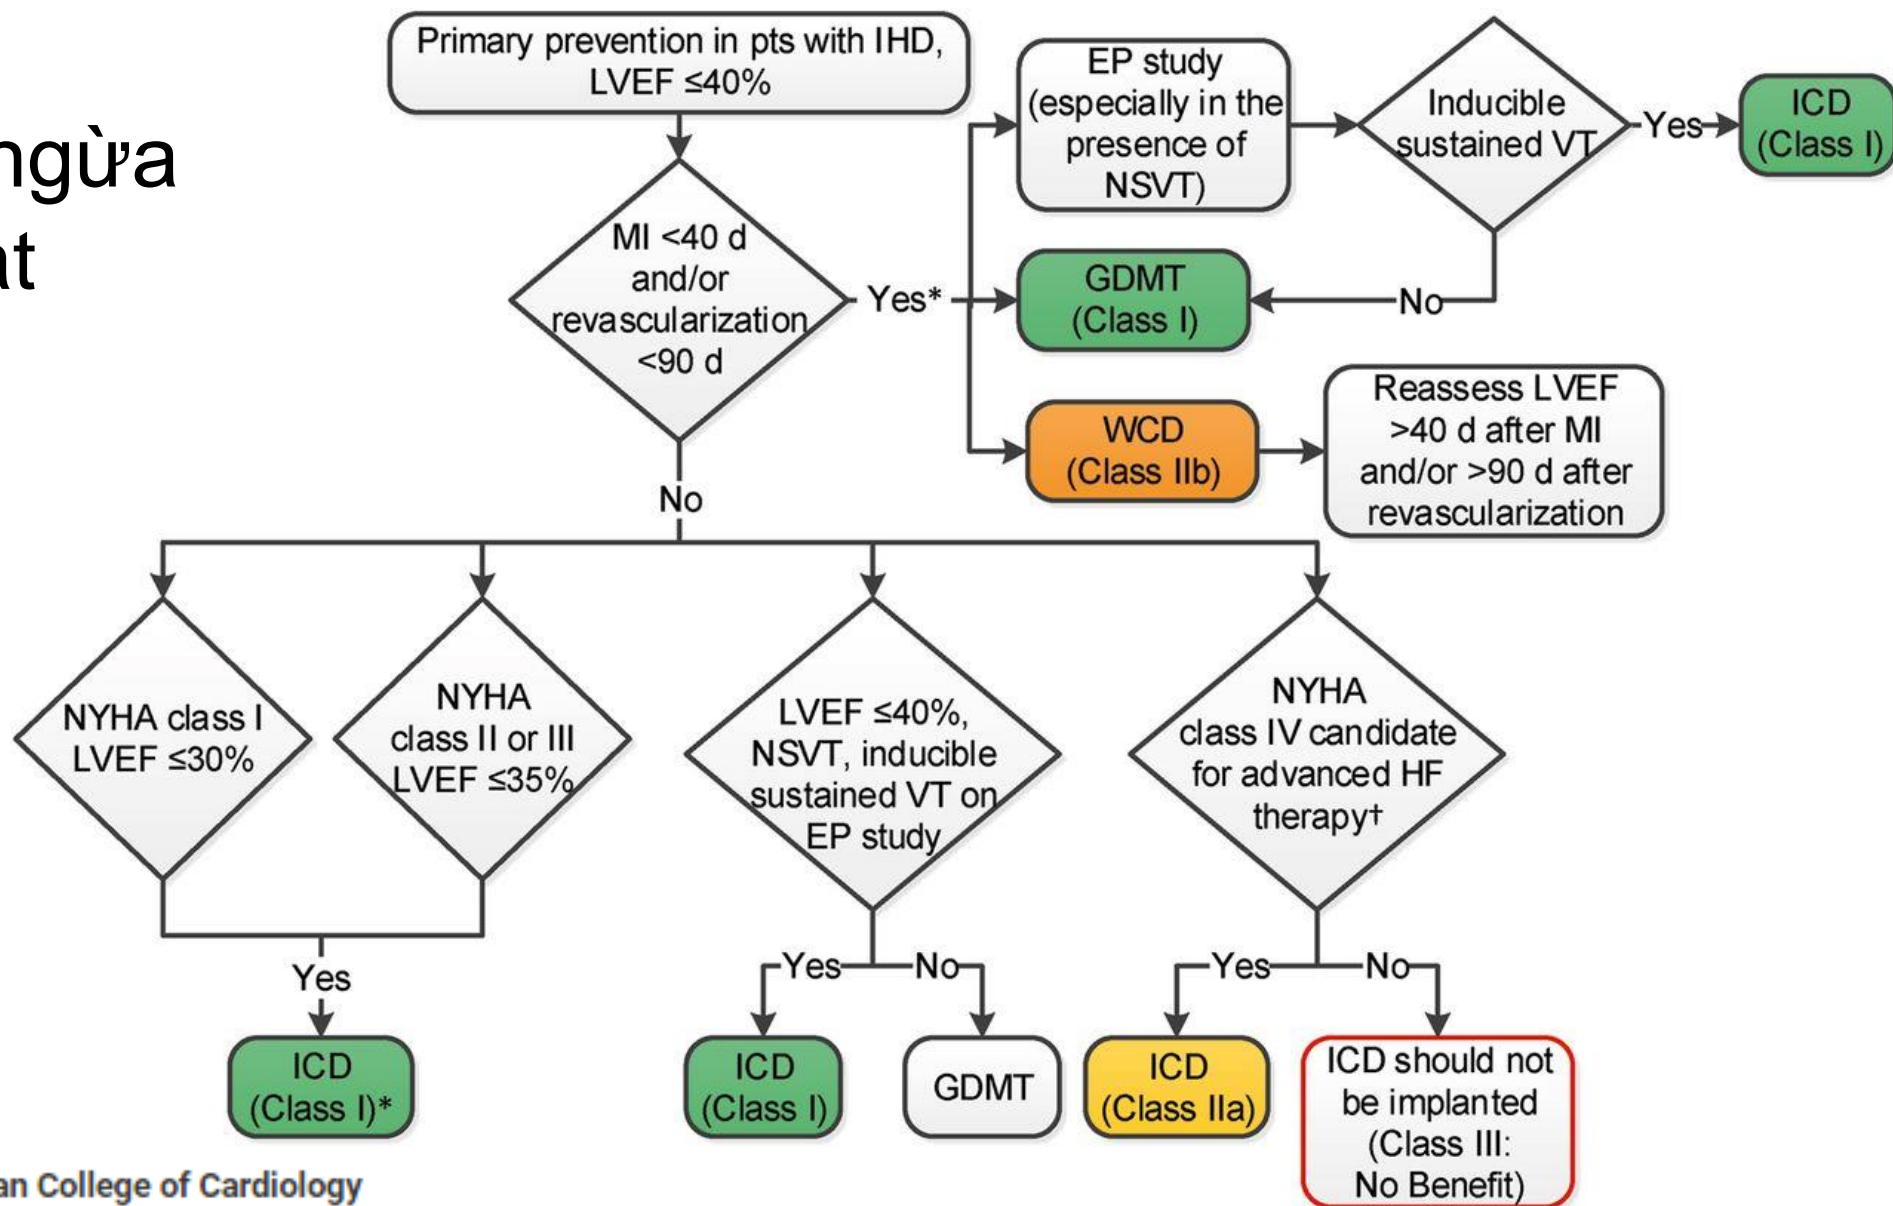 ngừa
Primary prevention in pts with IHD,
LVEF ≤40%
MI <40 d
and/or
revascularization
<90 d
Yes*
EP study
(especially in the
presence of
NSVT)
Inducible
sustained VT
Yes
ICD
(Class I)
No
GDMT
(Class I)
WCD
(Class IIb)
Reassess LVEF
>40 d after MI
and/or >90 d after
revascularization
No
NYHA class I
LVEF ≤30%
NYHA
class II or III
LVEF ≤35%
LVEF ≤40%,
NSVT, inducible
sustained VT on
EP study
NYHA
class IV candidate
for advanced HF
therapy†
Yes
ICD
(Class I)*
Yes
No
ICD
(Class I)
GDMT
Yes
No
ICD
(Class IIa)
ICD should not
be implanted
(Class III:
No Benefit)
College of Cardiology